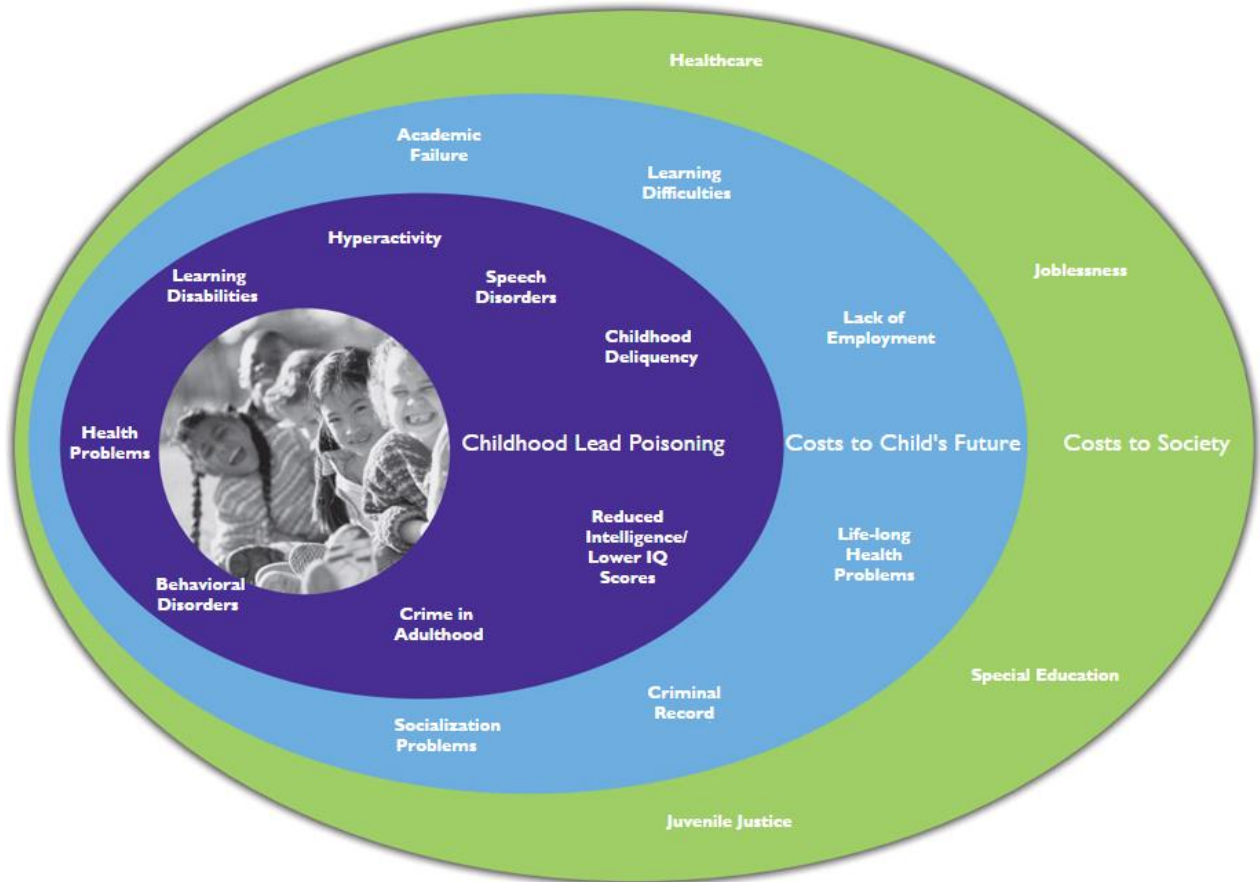 Healthcare
Academic
Failure
Learning
Difficulties
Hyperactivity
Learning
Disabilities
Speech
Disorders
Joblessness
Lack of
Employment
Childhood
Deliquency
Health
Problems
Childhood Lead Poisoning
Costs to Child's Future
Costs to Society
Reduced
Intelligence/
Lower IQ
Scores
Life-long
Health
Problems
Behavioral
Disorders
Crime in
Adulthood
Special Education
Criminal
Record
Socialization
Problems
Juvenile Justice